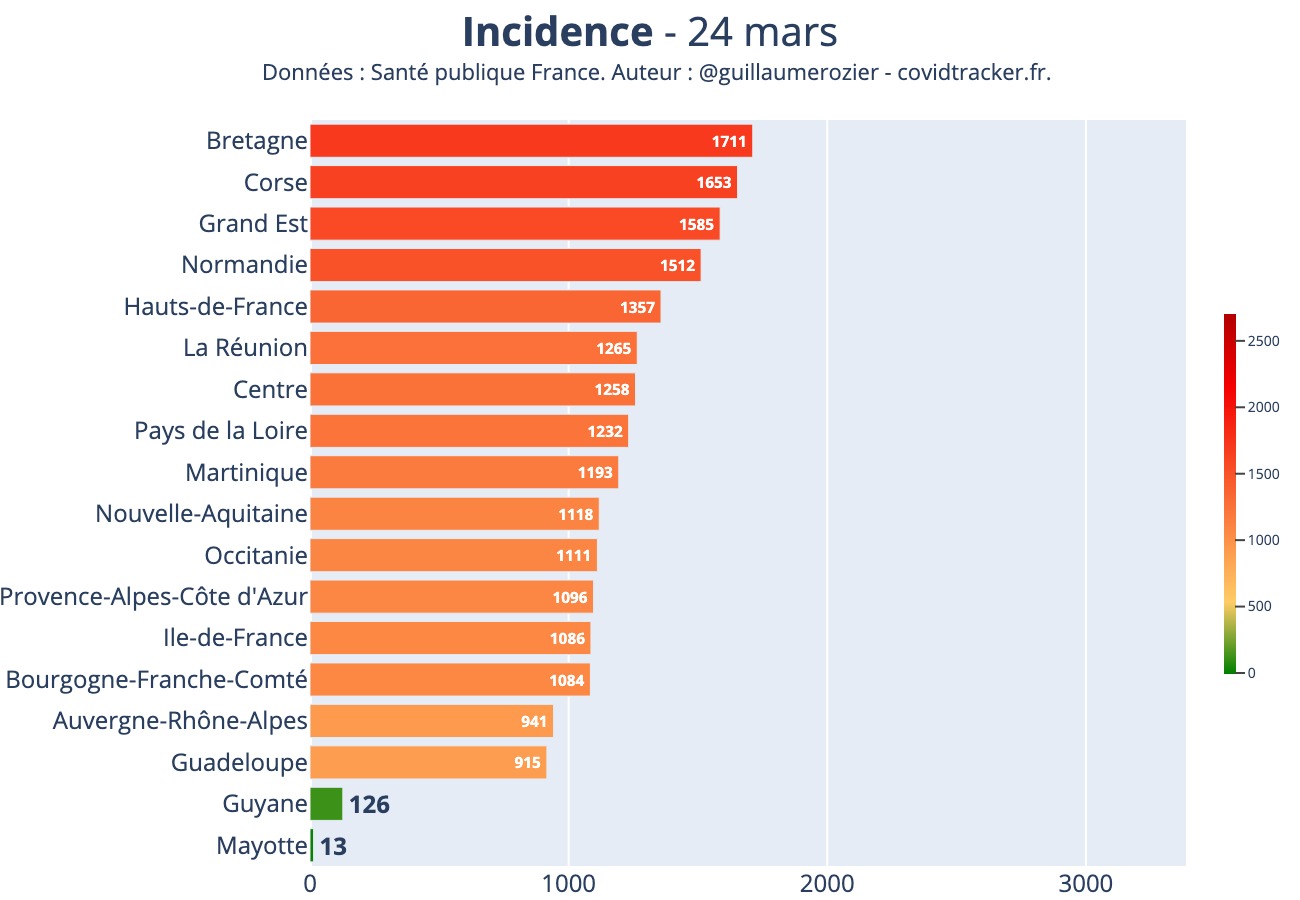 Incidence - 24 mars
Données : Santé publique France. Auteur : @guillaumerozier - covidtracker.fr.
Bretagne 1711
Corse 1653
Grand Est 1585
Normandie 1512
Hauts-de-France 1357
La Réunion 1265
Centre 1258
Pays de la Loire 1232
Martinique 1193
Nouvelle-Aquitaine 1118
Occitanie 1111
Provence-Alpes-Côte d'Azur 1096
Ile-de-France 1086
Bourgogne-Franche-Comté 1084
Auvergne-Rhône-Alpes 941
Guadeloupe 915
Guyane 126
Mayotte 13
0 1000 2000 3000
2500
2000
1500
1000
500
0